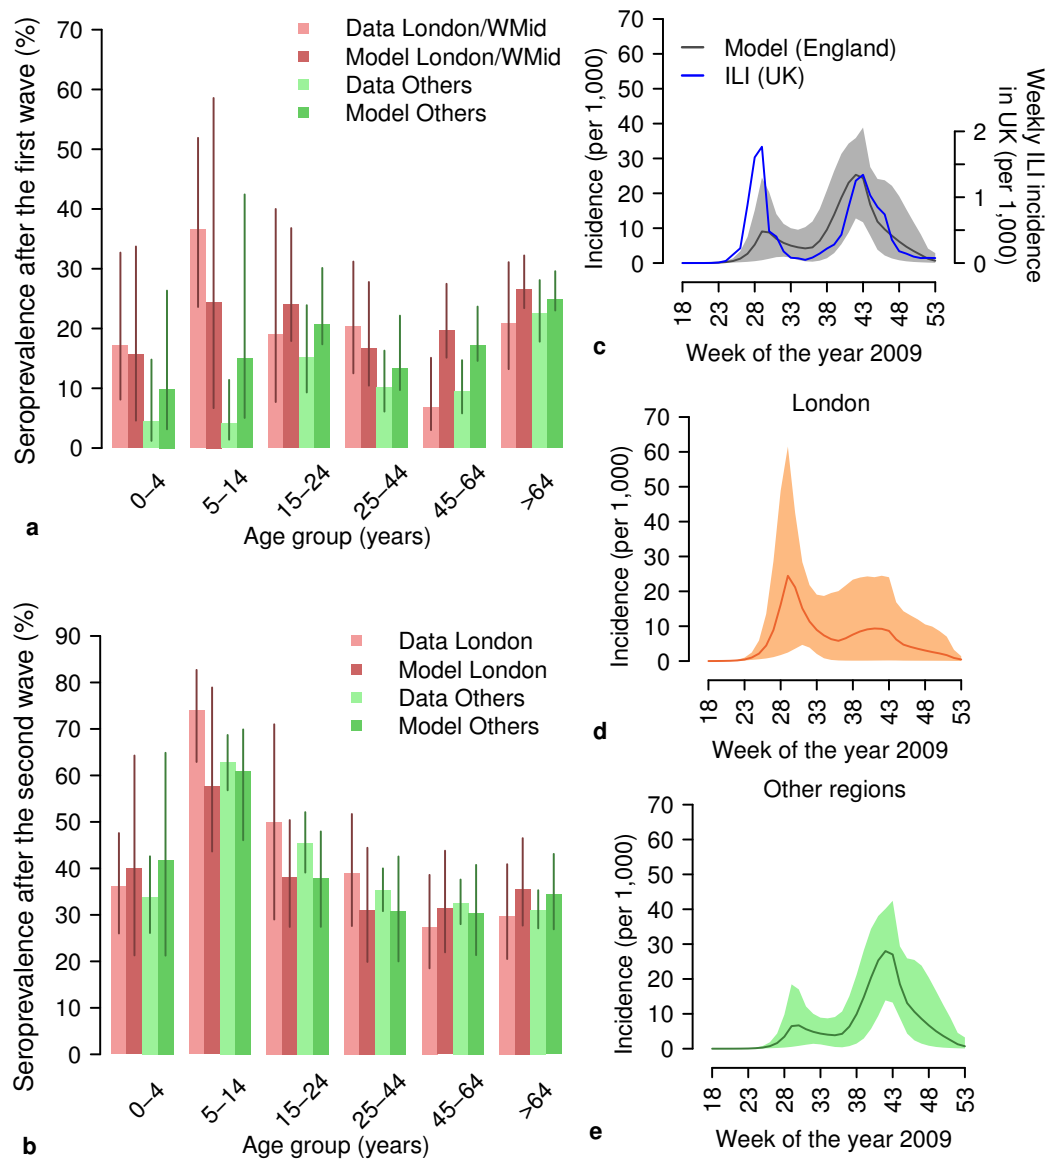 Seroprevalence after the first wave (%)
70
60
50
40
30
20
10
0
Data London/WMid
Model London/WMid
Data Others
Model Others
0–4
5–14
15–24
25–44
45–64
>64
Age group (years)
a
Seroprevalence after the second wave (%)
90
80
70
60
50
40
30
20
10
0
Data London
Model London
Data Others
Model Others
0–4
5–14
15–24
25–44
45–64
>64
Age group (years)
b
Incidence (per 1,000)
70
60
50
40
30
20
10
0
Model (England)
ILI (UK)
2
1
0
Weekly ILI incidence
in UK (per 1,000)
18
23
28
33
38
43
48
53
Week of the year 2009
c
London
Incidence (per 1,000)
70
60
50
40
30
20
10
0
18
23
28
33
38
43
48
53
Week of the year 2009
d
Other regions
Incidence (per 1,000)
70
60
50
40
30
20
10
0
18
23
28
33
38
43
48
53
Week of the year 2009
e